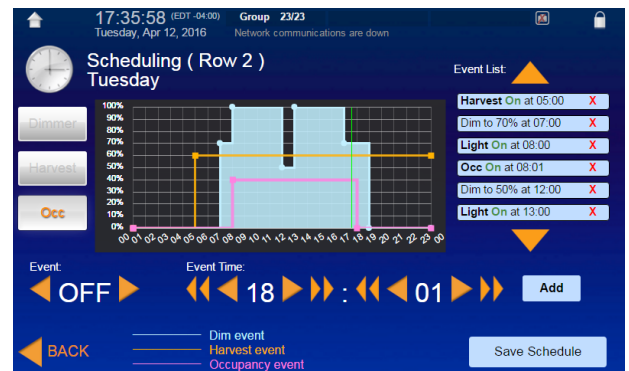 17:35:58 (EDT -04:00) Group 23/23
Tuesday, Apr 12, 2016 Network communications are down
Scheduling ( Row 2 )
Tuesday
Event List:
100%
90%
80%
70%
60%
50%
40%
30%
20%
10%
0%
00 01 02 03 04 05 06 07 08 09 10 11 12 13 14 15 16 17 18 19 20 21 22 23 00
Dimmer
Harvest
Occ
Harvest On at 05:00 X
Dim to 70% at 07:00 X
Light On at 08:00 X
Occ On at 08:01 X
Dim to 50% at 12:00 X
Light On at 13:00 X
Event: Event Time:
OFF 18 : 01 Add
BACK
Dim event
Harvest event
Occupancy event
Save Schedule